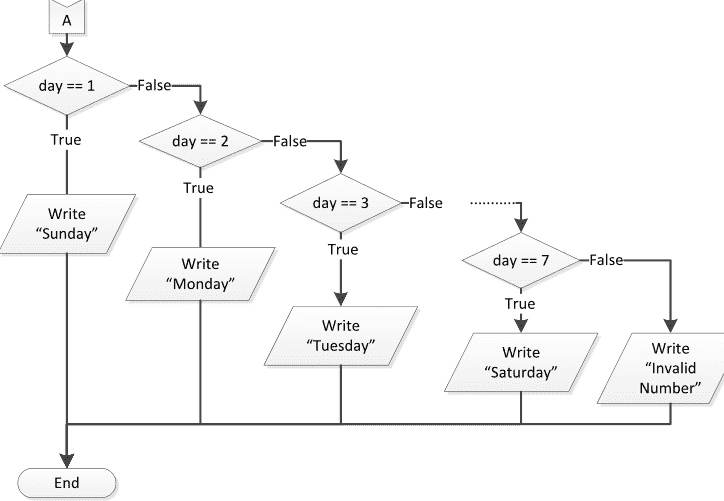 A
day == 1
False
True
day == 2
False
True
day == 3
False
True
day == 7
False
True
Write
“Sunday”
Write
“Monday”
Write
“Tuesday”
Write
“Saturday”
Write
“Invalid
Number”
End